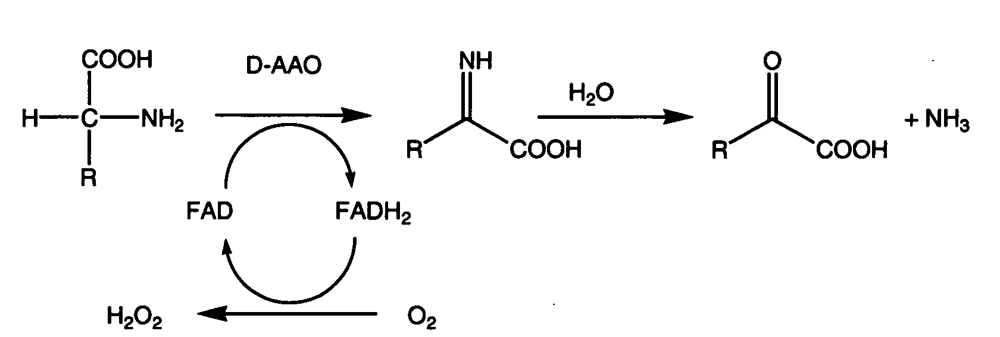 COOH
D-AAO
NH
O
H₂O
H C NH₂
R COOH
R COOH
+ NH₃
R
FAD FADH₂
H₂O₂ O₂